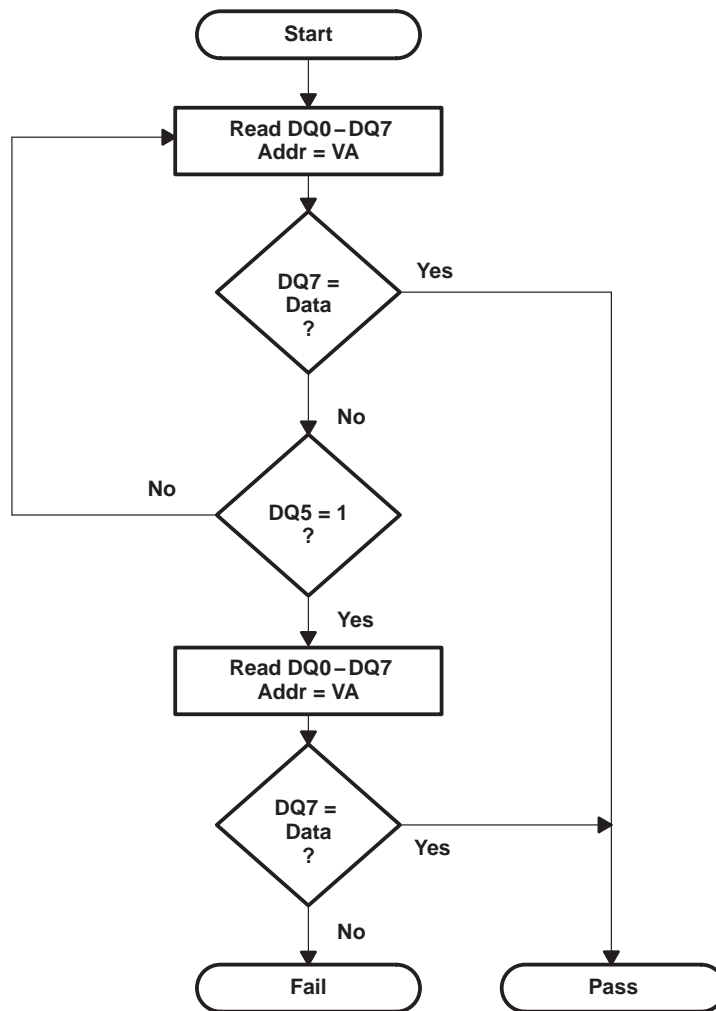 Start
Read DQ0–DQ7
Addr = VA
DQ7 =
Data
?
Yes
No
No
DQ5 = 1
?
Yes
Read DQ0–DQ7
Addr = VA
DQ7 =
Data
?
Yes
No
Fail
Pass